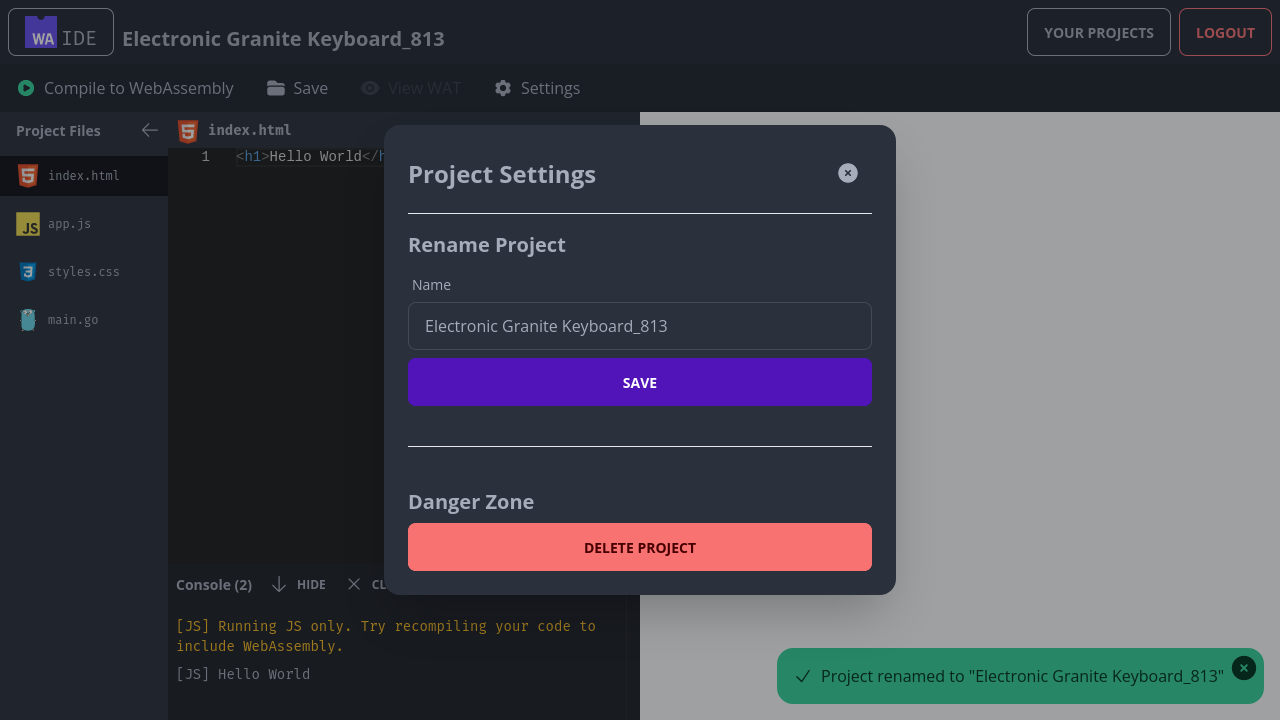 WA IDE
Electronic Granite Keyboard_813
YOUR PROJECTS
LOGOUT
Compile to WebAssembly
Save
View WAT
Settings
Project Files
index.html
app.js
styles.css
main.go
index.html
1
<h1>Hello World</h
Project Settings
Rename Project
Name
Electronic Granite Keyboard_813
SAVE
Danger Zone
DELETE PROJECT
Console (2)
HIDE
CL
[JS] Running JS only. Try recompiling your code to
include WebAssembly.
[JS] Hello World
Project renamed to "Electronic Granite Keyboard_813"